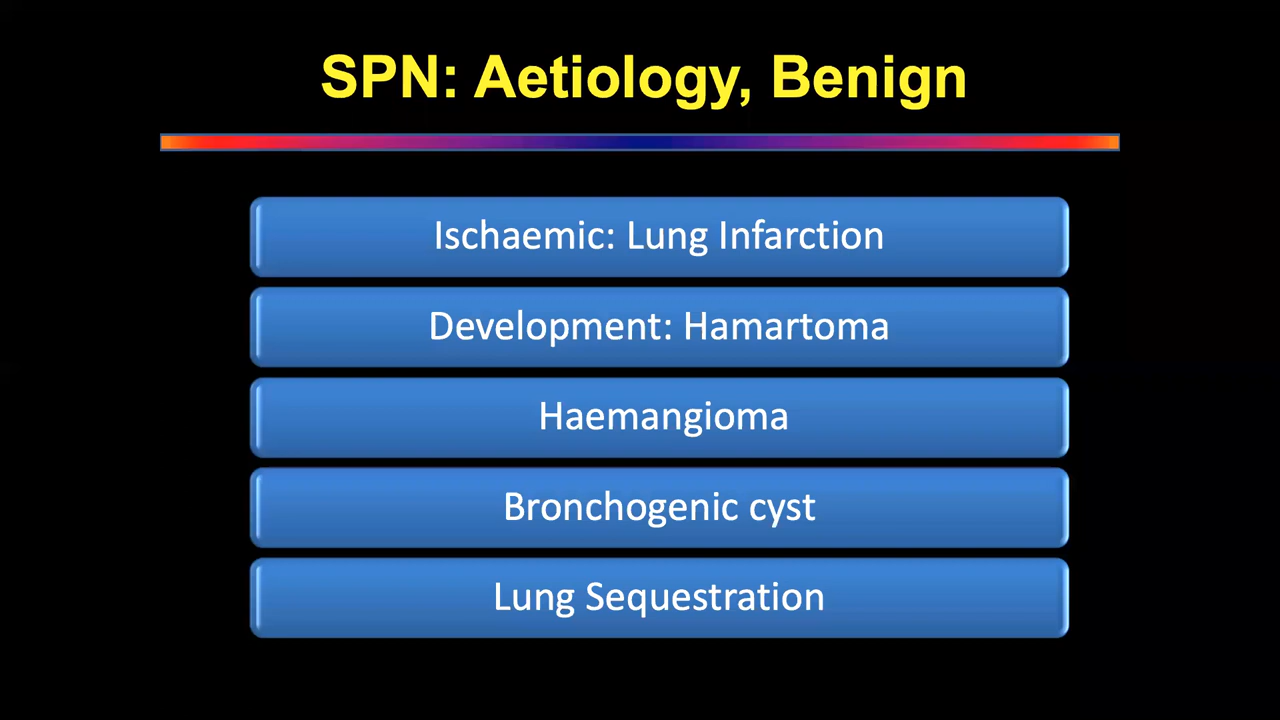 SPN: Aetiology, Benign
Ischaemic: Lung Infarction
Development: Hamartoma
Haemangioma
Bronchogenic cyst
Lung Sequestration